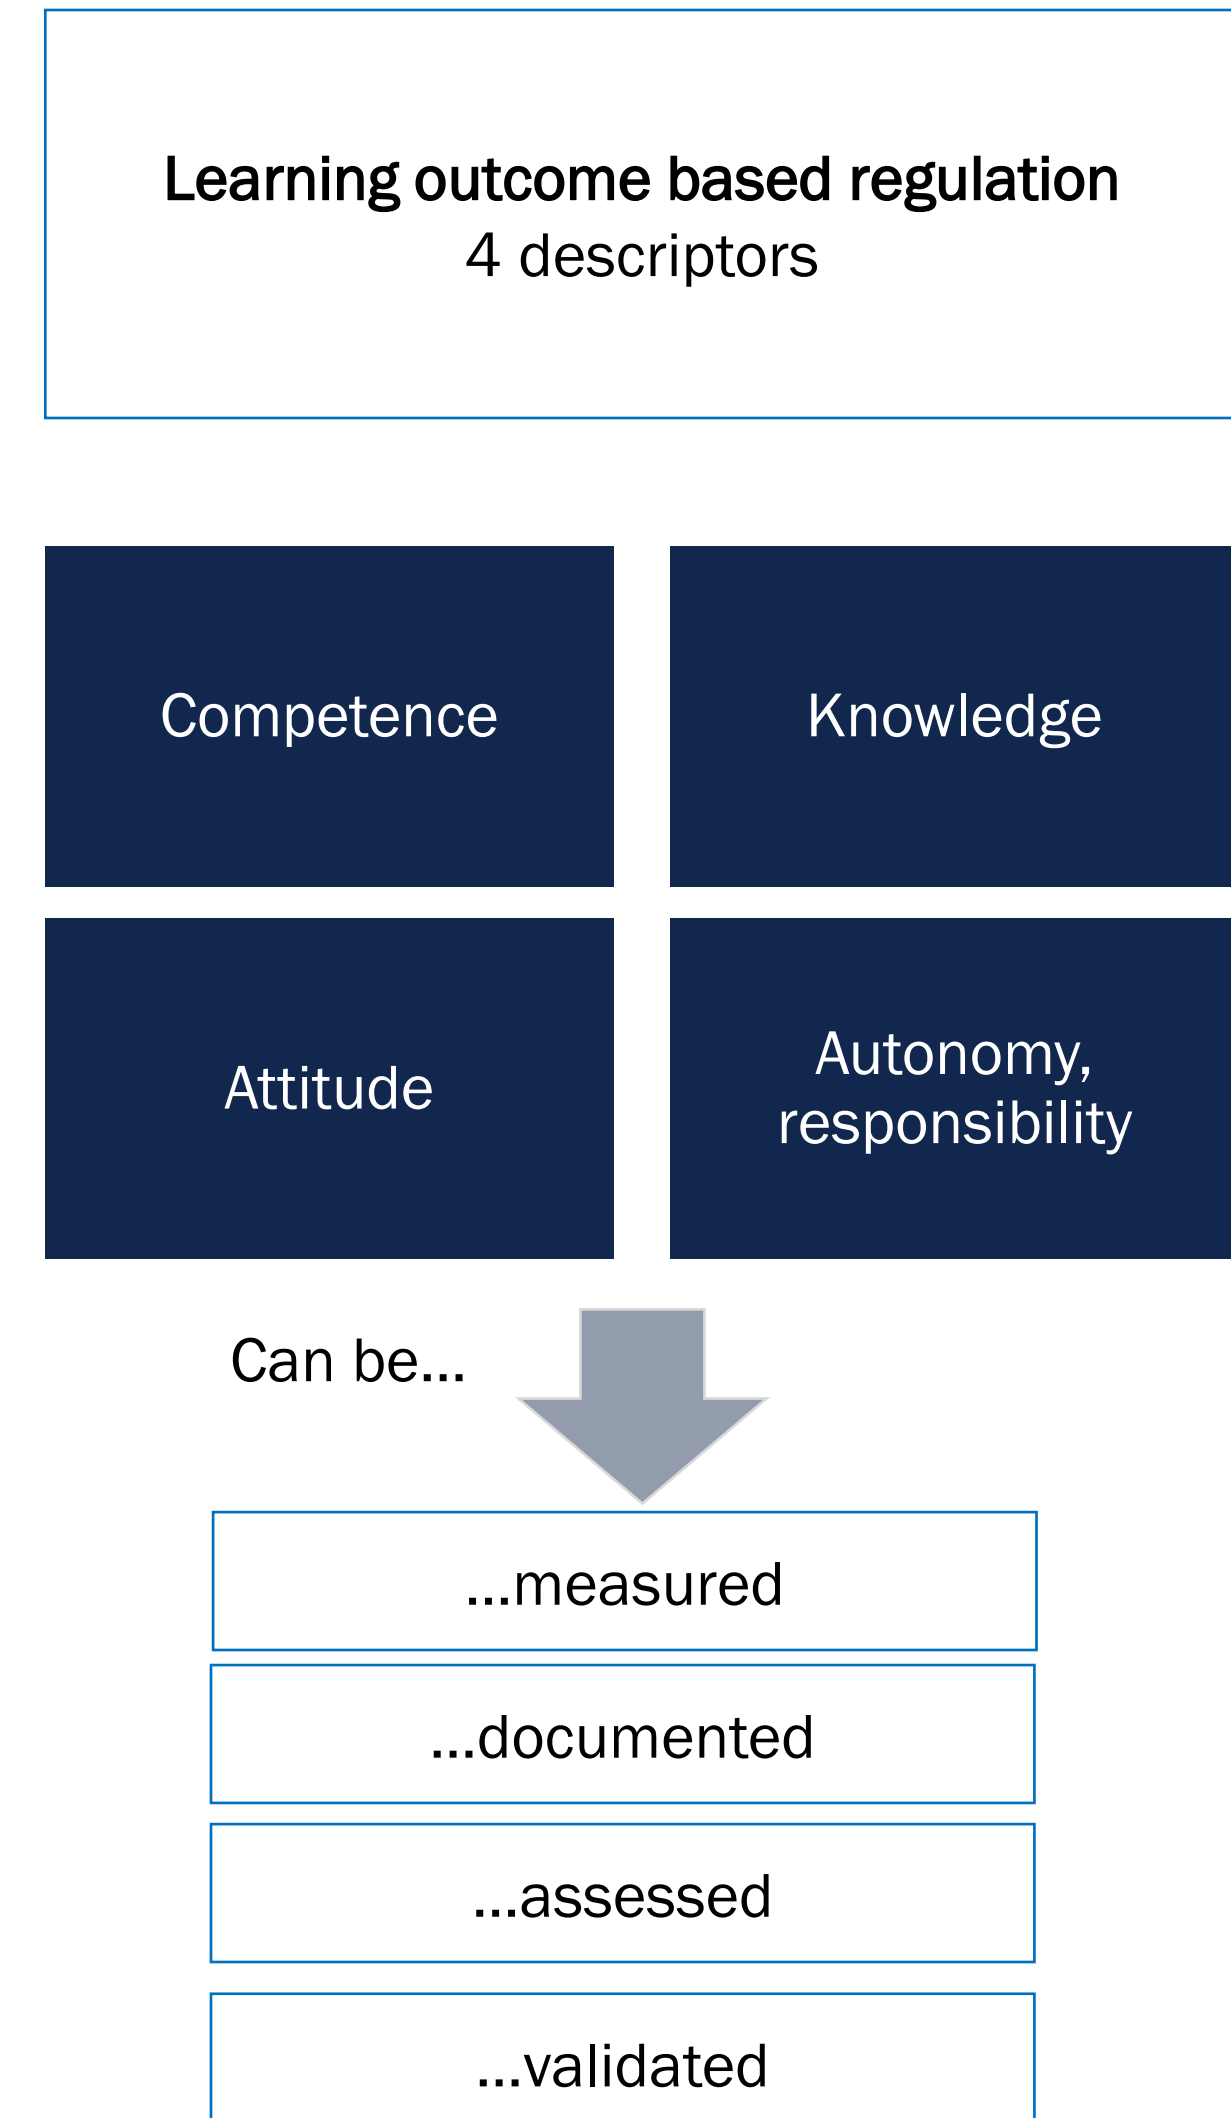 Learning outcome based regulation
4 descriptors
Competence
Knowledge
Attitude
Autonomy,
responsibility
Can be...
...measured
...documented
...assessed
...validated